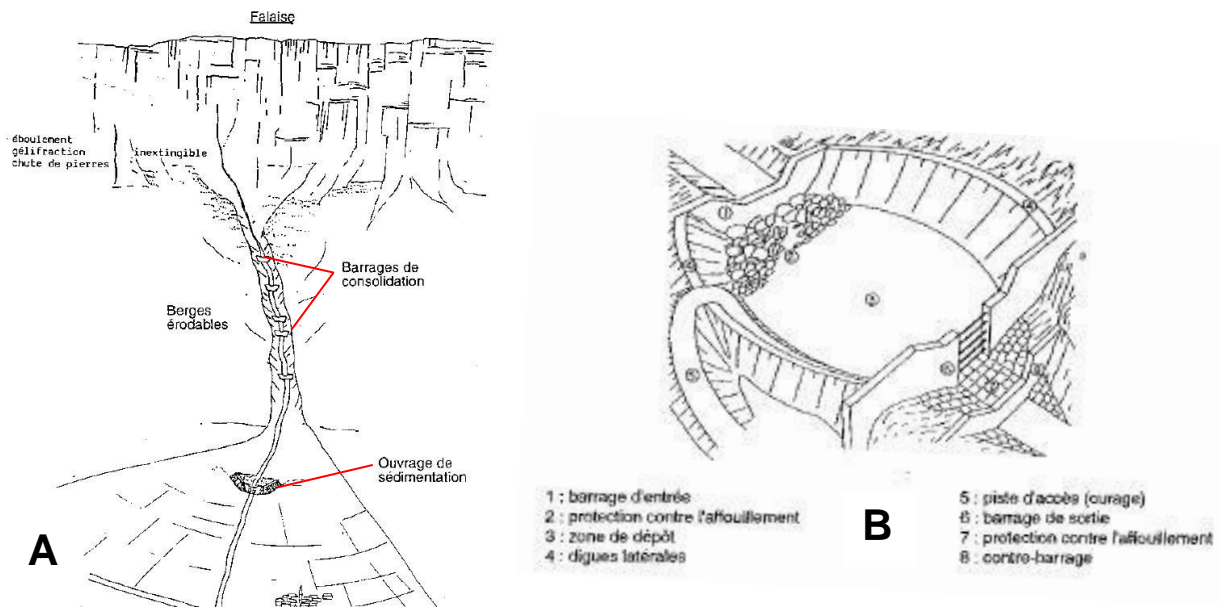 Falaise
éboulement
gélifraction
chute de pierres
inextingible
Barrages de
consolidation
Berges
érodables
Ouvrage de
sédimentation
A
1 : barrage d'entrée
2 : protection contre l'affouillement
3 : zone de dépôt
4 : digues latérales
B
5 : piste d'accès (curage)
6 : barrage de sortie
7 : protection contre l'affouillement
8 : contre-barrage